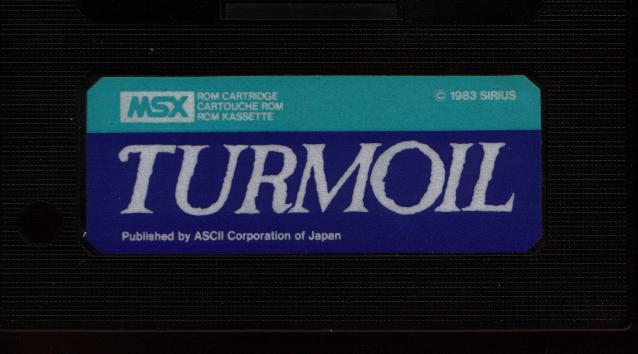 MSX
ROM CARTRIDGE
CARTOUCHE ROM
ROM KASSETTE
© 1983 SIRIUS
TURMOIL
Published by ASCII Corporation of Japan